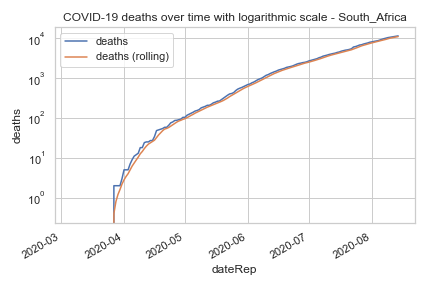 COVID-19 deaths over time with logarithmic scale - South_Africa
deaths
deaths (rolling)
10⁴
10³
10²
10¹
10⁰
deaths
2020-03
2020-04
2020-05
2020-06
2020-07
2020-08
dateRep